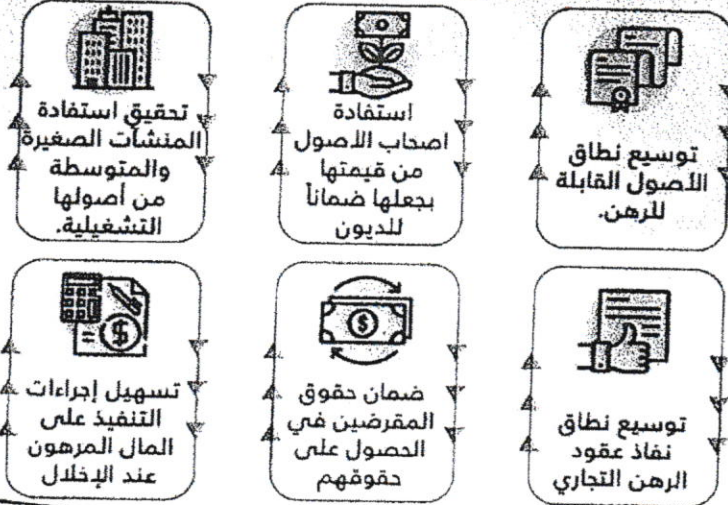 توسيع نطاق
الأصول القابلة
للرهن.
استفادة
اصحاب الأصول
من قيمتها
بجعلها ضماناً
للديون
تحقيق استفادة
المنشآت الصغيرة
والمتوسطة
من أصولها
التشغيلية.
توسيع نطاق
نفاذ عقود
الرهن التجاري
ضمان حقوق
المقرضين في
الحصول على
حقوقهم
تسهيل إجراءات
التنفيذ على
المال المرهون
عند الإخلال